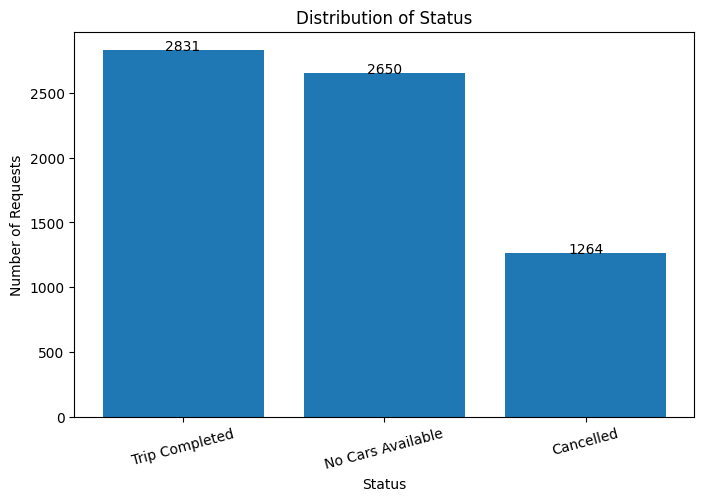 Distribution of Status
2831
2650
1264
Number of Requests
2500
2000
1500
1000
500
0
Trip Completed
No Cars Available
Cancelled
Status